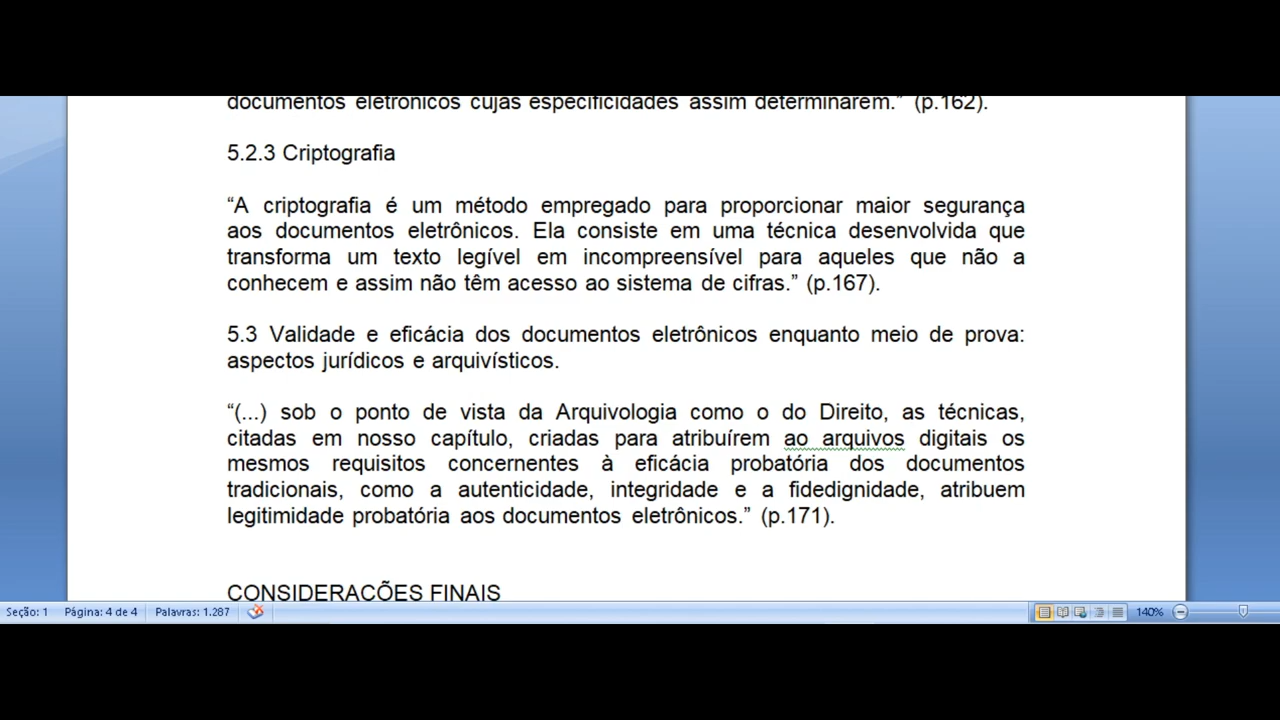 documentos eletrônicos cujas especificidades assim determinarem.” (p.162).
5.2.3 Criptografia
“A criptografia é um método empregado para proporcionar maior segurança
aos documentos eletrônicos. Ela consiste em uma técnica desenvolvida que
transforma um texto legível em incompreensível para aqueles que não a
conhecem e assim não têm acesso ao sistema de cifras.” (p.167).
5.3 Validade e eficácia dos documentos eletrônicos enquanto meio de prova:
aspectos jurídicos e arquivísticos.
“(...) sob o ponto de vista da Arquivologia como o do Direito, as técnicas,
citadas em nosso capítulo, criadas para atribuírem ao arquivos digitais os
mesmos requisitos concernentes à eficácia probatória dos documentos
tradicionais, como a autenticidade, integridade e a fidedignidade, atribuem
legitimidade probatória aos documentos eletrônicos.” (p.171).
CONSIDERAÇÕES FINAIS
Seção: 1 Página: 4 de 4 Palavras: 1.287 140%